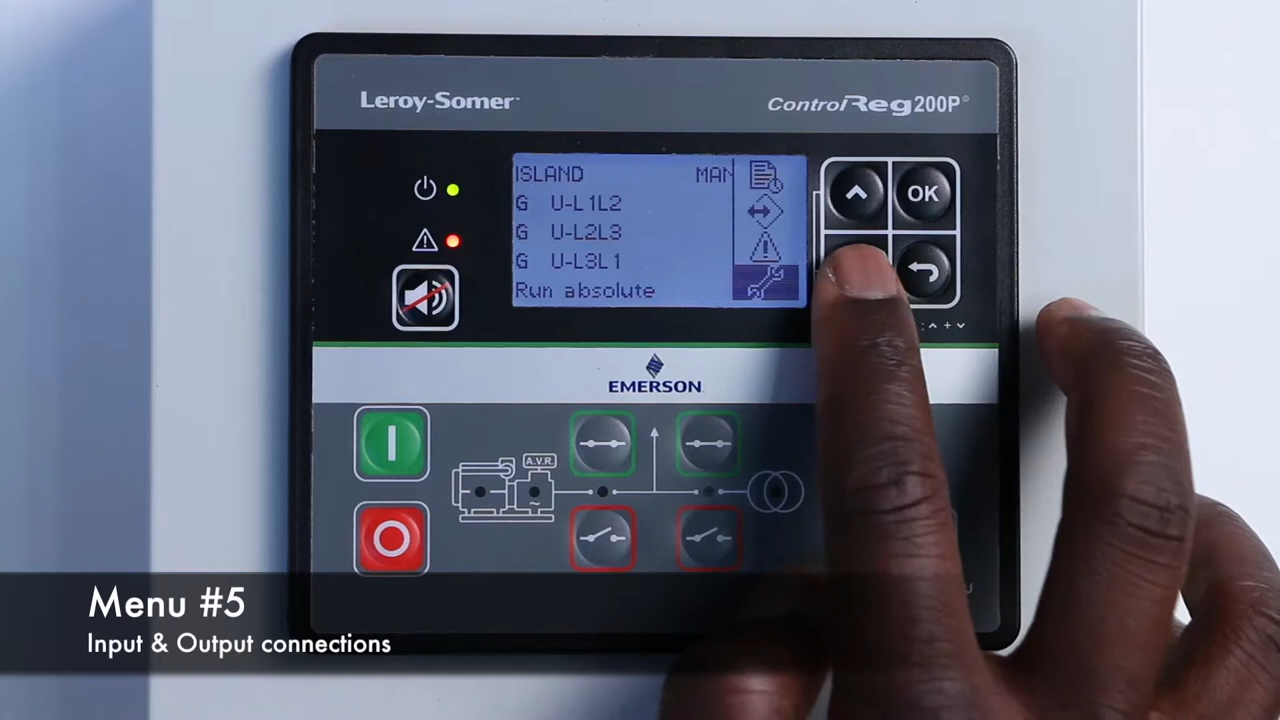 Leroy-Somer
ControlReg200P
ISLAND MAN
G U-L1L2
G U-L2L3
G U-L3L1
Run absolute
OK
EMERSON
A.V.R.
Menu #5
Input & Output connections